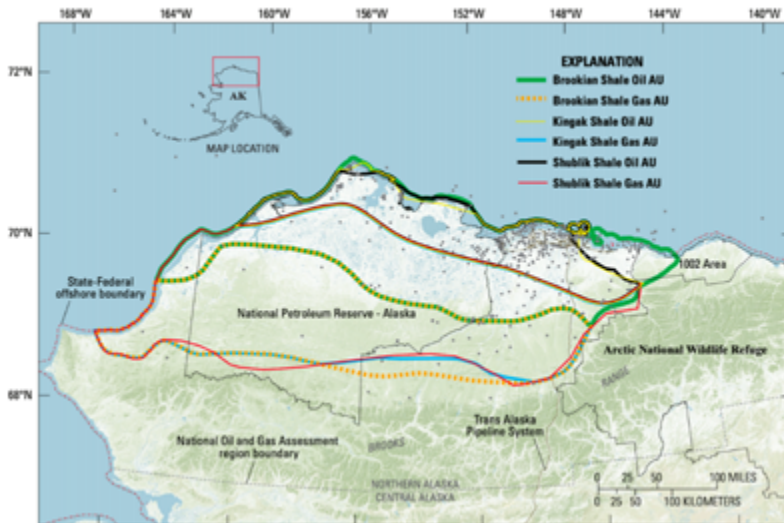 168°W 164°W 160°W 156°W 152°W 148°W 144°W 140°W
72°N
EXPLANATION
Brookian Shale Oil AU
Brookian Shale Gas AU
Kingak Shale Oil AU
Kingak Shale Gas AU
Shublik Shale Oil AU
Shublik Shale Gas AU
AK
MAP LOCATION
70°N
1002 Area
State-Federal
offshore boundary
National Petroleum Reserve - Alaska
Arctic National Wildlife Refuge
RANGE
68°N
Trans Alaska
Pipeline System
National Oil and Gas Assessment
region boundary
BROOKS
NORTHERN ALASKA
CENTRAL ALASKA
0 25 50 100 MILES
0 25 50 100 KILOMETERS